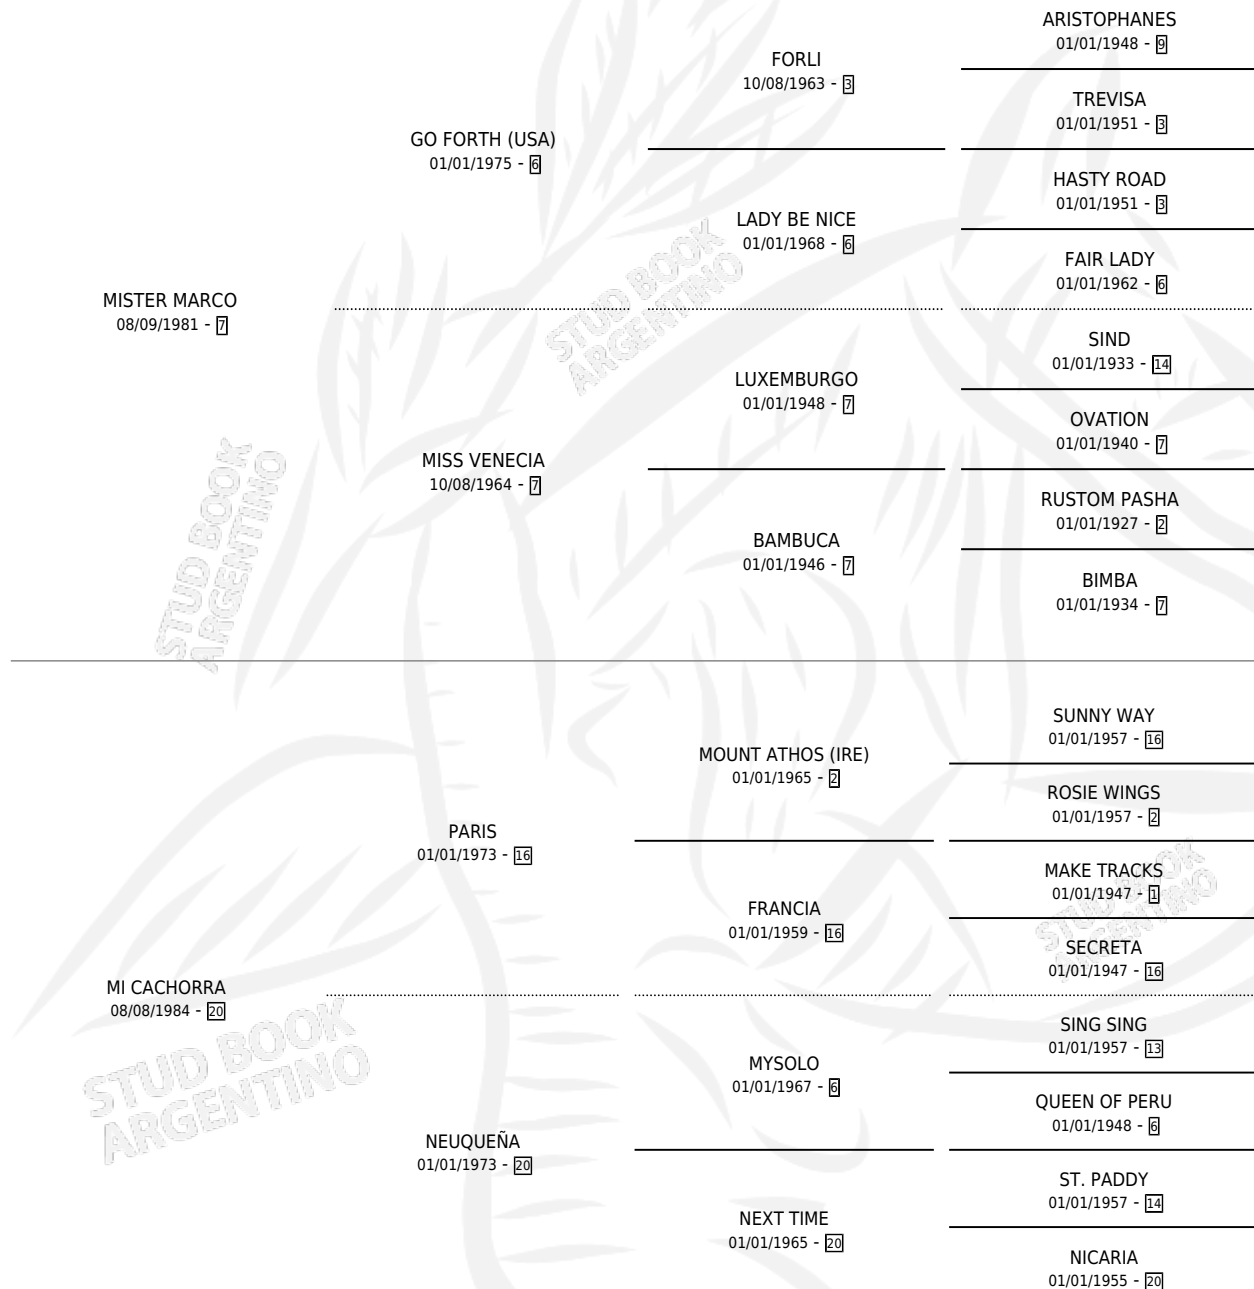 ARISTOPHANES
01/01/1948 - 9
FORLI
10/08/1963 - 3
TREVISA
01/01/1951 - 3
GO FORTH (USA)
01/01/1975 - 6
HASTY ROAD
01/01/1951 - 3
LADY BE NICE
01/01/1968 - 6
FAIR LADY
01/01/1962 - 6
MISTER MARCO
08/09/1981 - 7
SIND
01/01/1933 - 14
LUXEMBURGO
01/01/1948 - 7
OVATION
01/01/1940 - 7
MISS VENECIA
10/08/1964 - 7
RUSTOM PASHA
01/01/1927 - 2
BAMBUCA
01/01/1946 - 7
BIMBA
01/01/1934 - 7
SUNNY WAY
01/01/1957 - 16
MOUNT ATHOS (IRE)
01/01/1965 - 2
ROSIE WINGS
01/01/1957 - 2
PARIS
01/01/1973 - 16
MAKE TRACKS
01/01/1947 - 1
FRANCIA
01/01/1959 - 16
SECRETA
01/01/1947 - 16
MI CACHORRA
08/08/1984 - 20
SING SING
01/01/1957 - 13
MYSOLO
01/01/1967 - 6
QUEEN OF PERU
01/01/1948 - 6
NEUQUEÑA
01/01/1973 - 20
ST. PADDY
01/01/1957 - 14
NEXT TIME
01/01/1965 - 20
NICARIA
01/01/1955 - 20
STUD BOOK
ARGENTINO
STUD BOOK
ARGENTINO
STUD BOOK
ARGENTINO
STUD BOOK
ARGENTINO